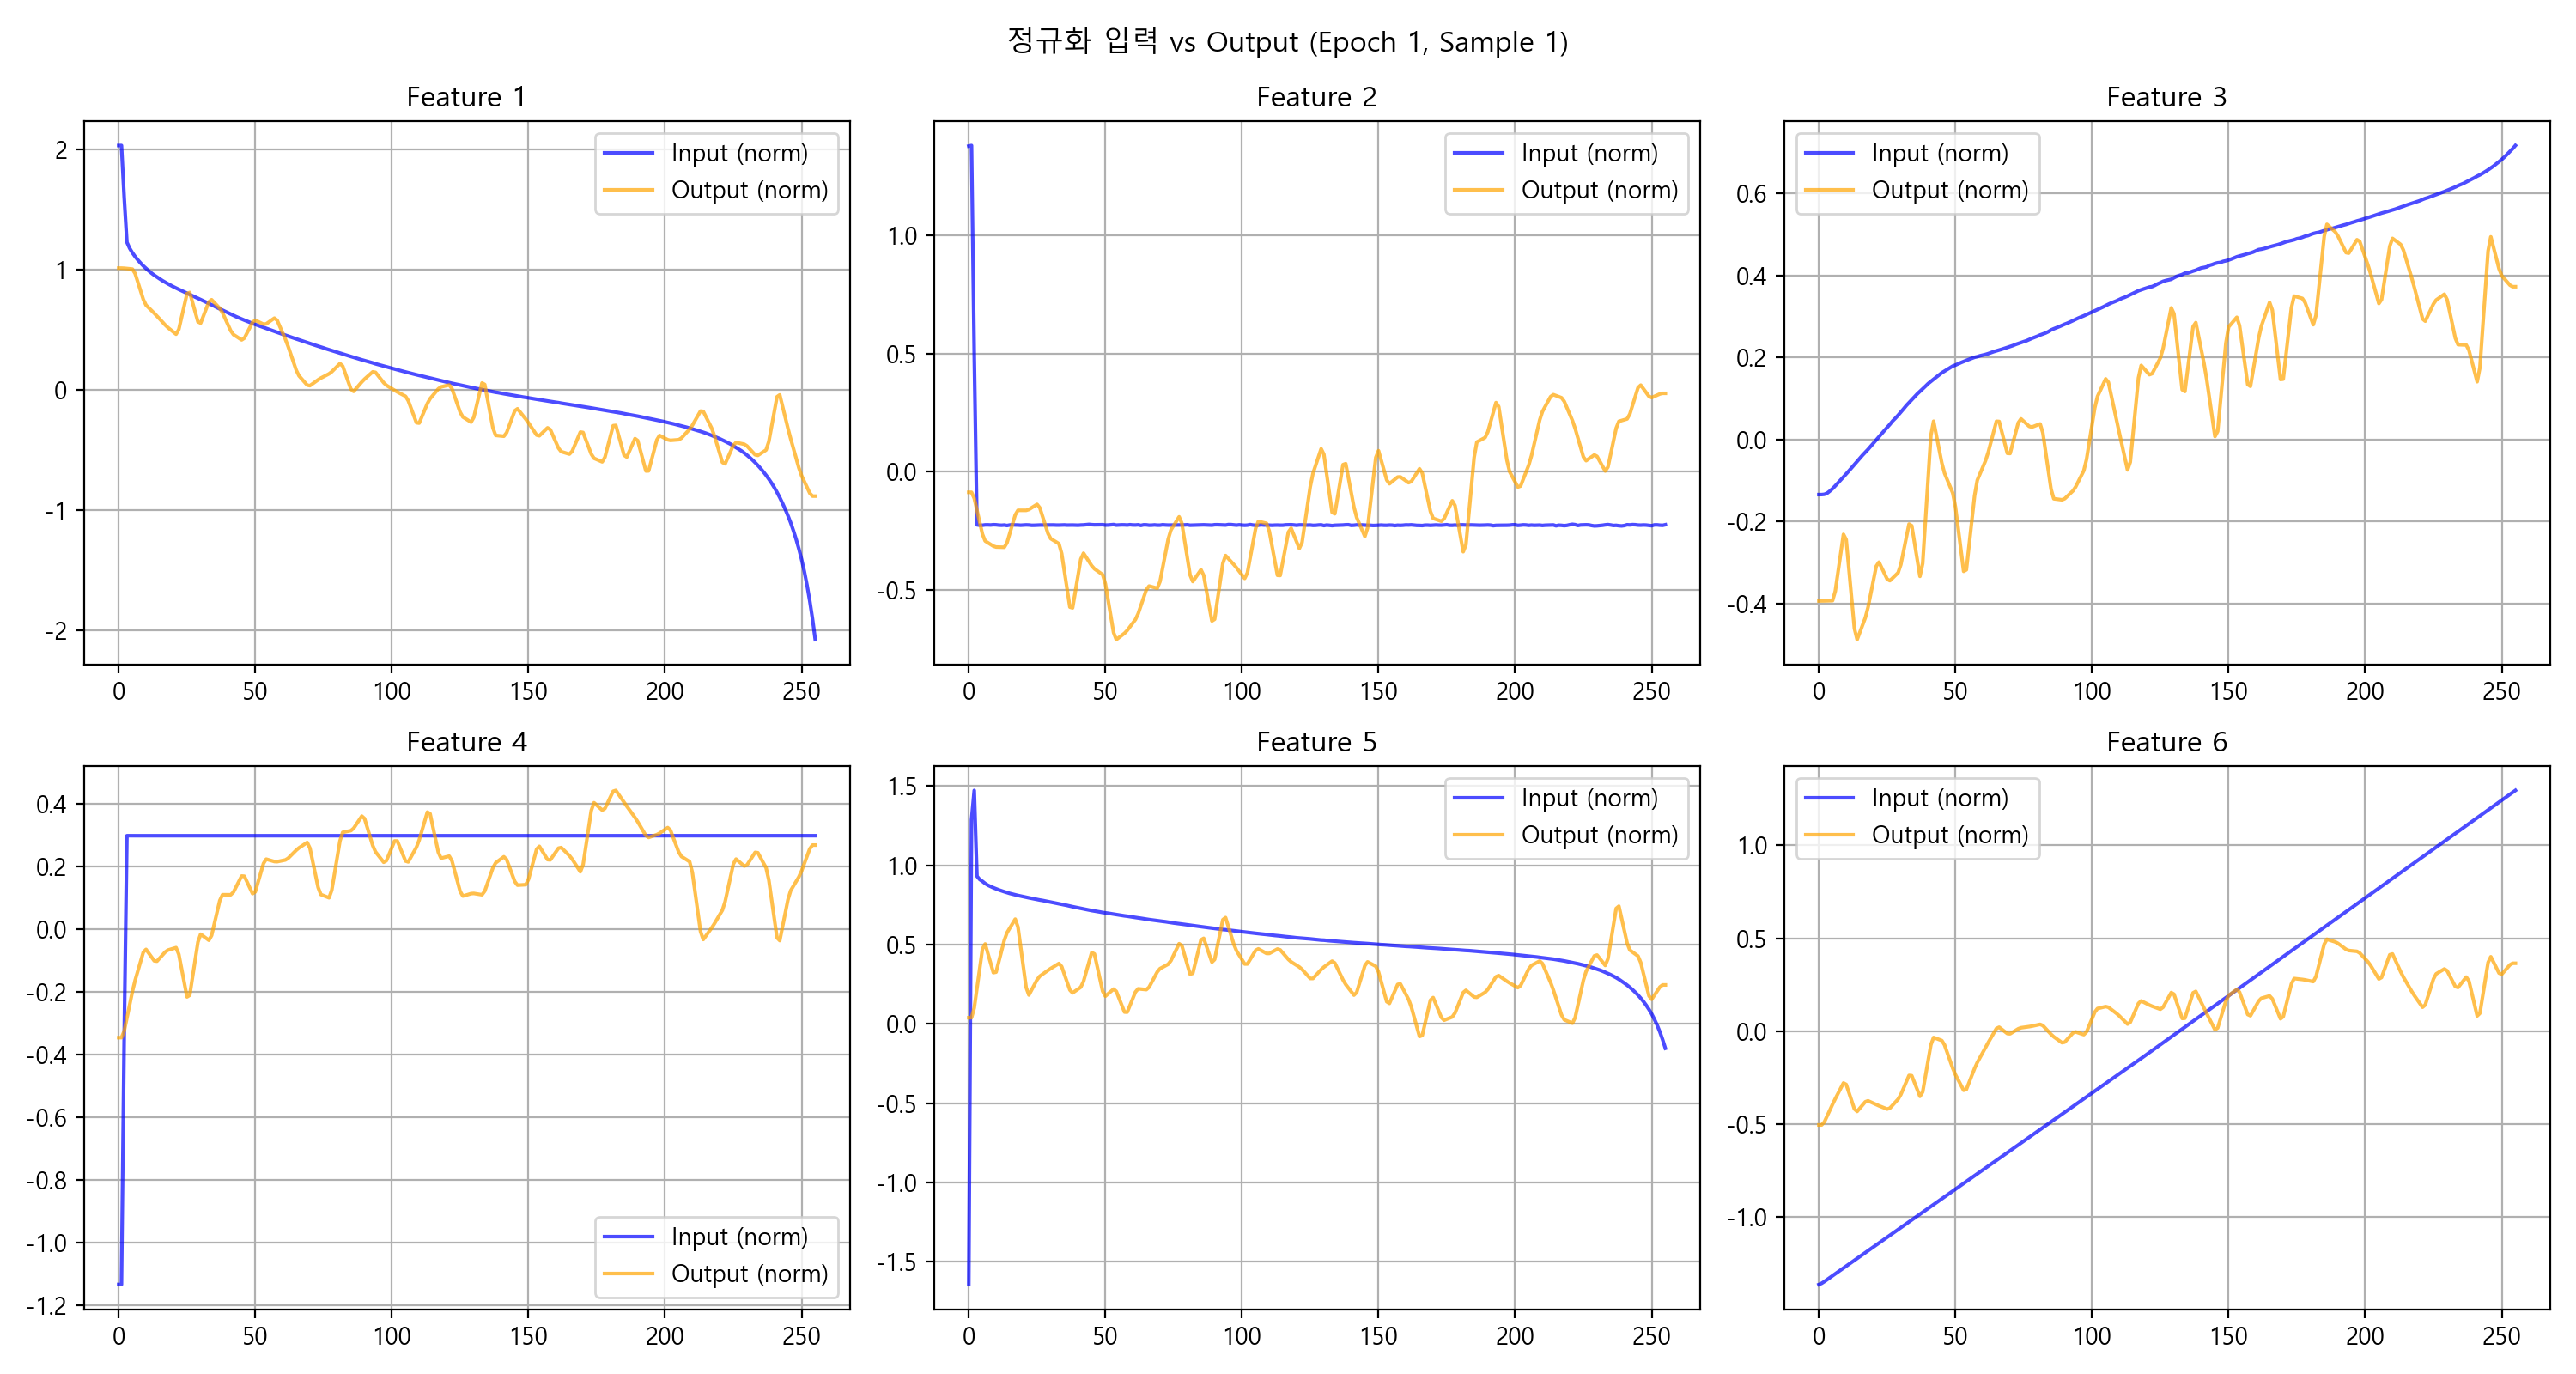 정규화 입력 vs Output (Epoch 1, Sample 1)
Feature 1
2
1
0
-1
-2
0 50 100 150 200 250
Input (norm)
Output (norm)
Feature 2
1.0
0.5
0.0
-0.5
0 50 100 150 200 250
Input (norm)
Output (norm)
Feature 3
0.6
0.4
0.2
0.0
-0.2
-0.4
0 50 100 150 200 250
Input (norm)
Output (norm)
Feature 4
0.4
0.2
0.0
-0.2
-0.4
-0.6
-0.8
-1.0
-1.2
0 50 100 150 200 250
Input (norm)
Output (norm)
Feature 5
1.5
1.0
0.5
0.0
-0.5
-1.0
-1.5
0 50 100 150 200 250
Input (norm)
Output (norm)
Feature 6
1.0
0.5
0.0
-0.5
-1.0
0 50 100 150 200 250
Input (norm)
Output (norm)